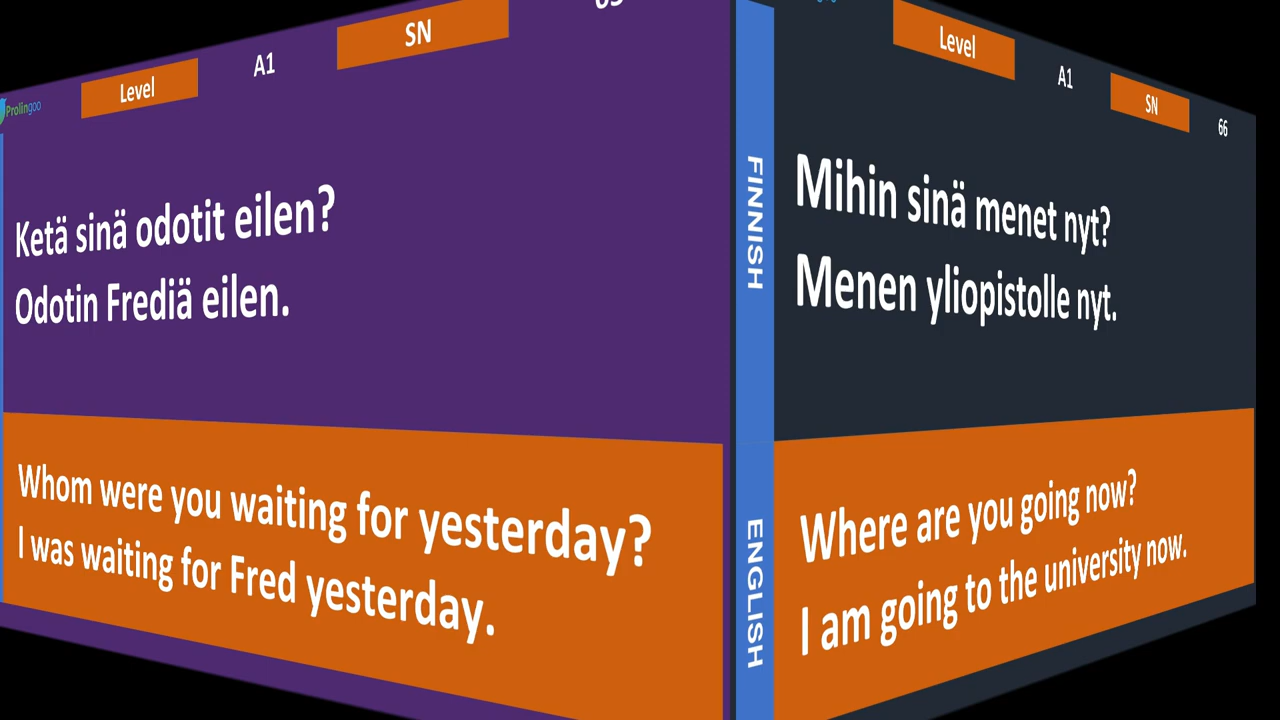 Prolingoo
Level
A1
SN
Ketä sinä odotit eilen?
Odotin Frediä eilen.
Whom were you waiting for yesterday?
I was waiting for Fred yesterday.
FINNISH
ENGLISH
Level
A1
SN
66
Mihin sinä menet nyt?
Menen yliopistolle nyt.
Where are you going now?
I am going to the university now.